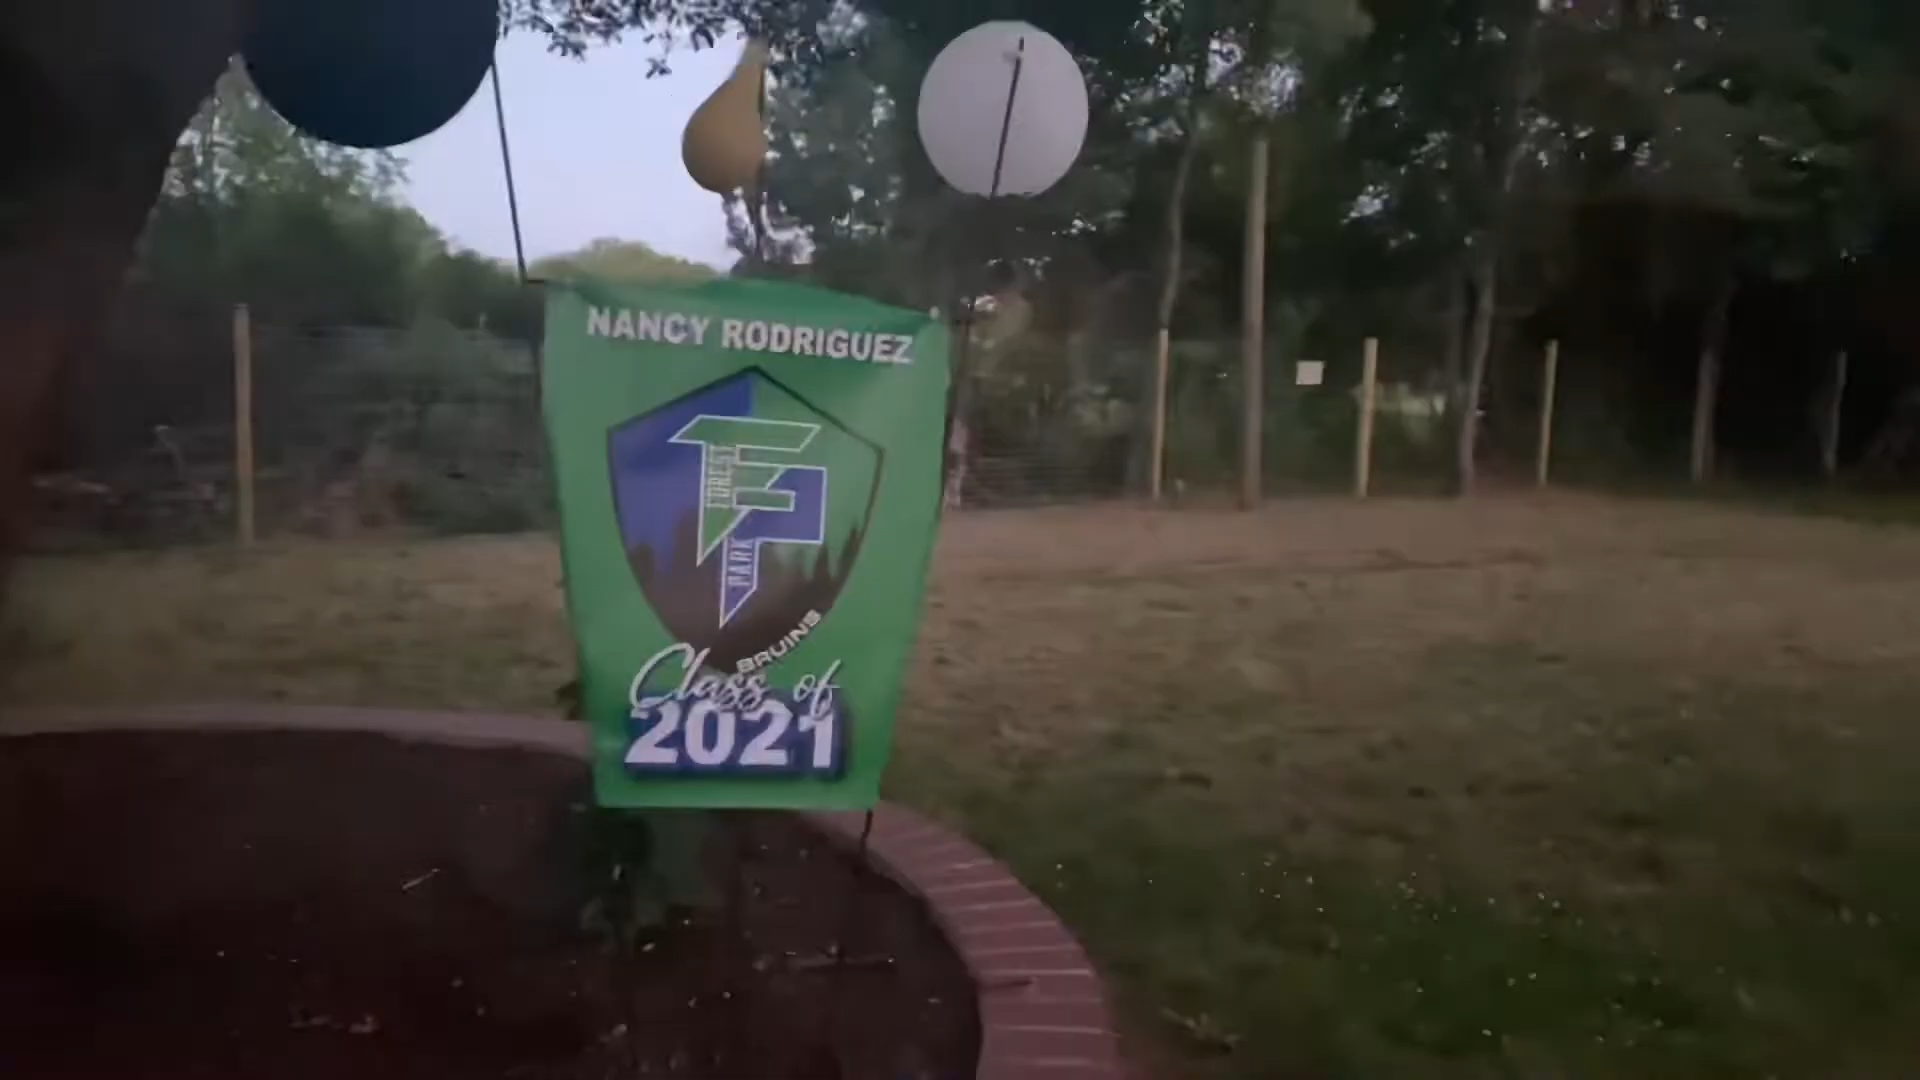 NANCY RODRIGUEZ
FOREST
PARK
BRUINS
Class of
2021